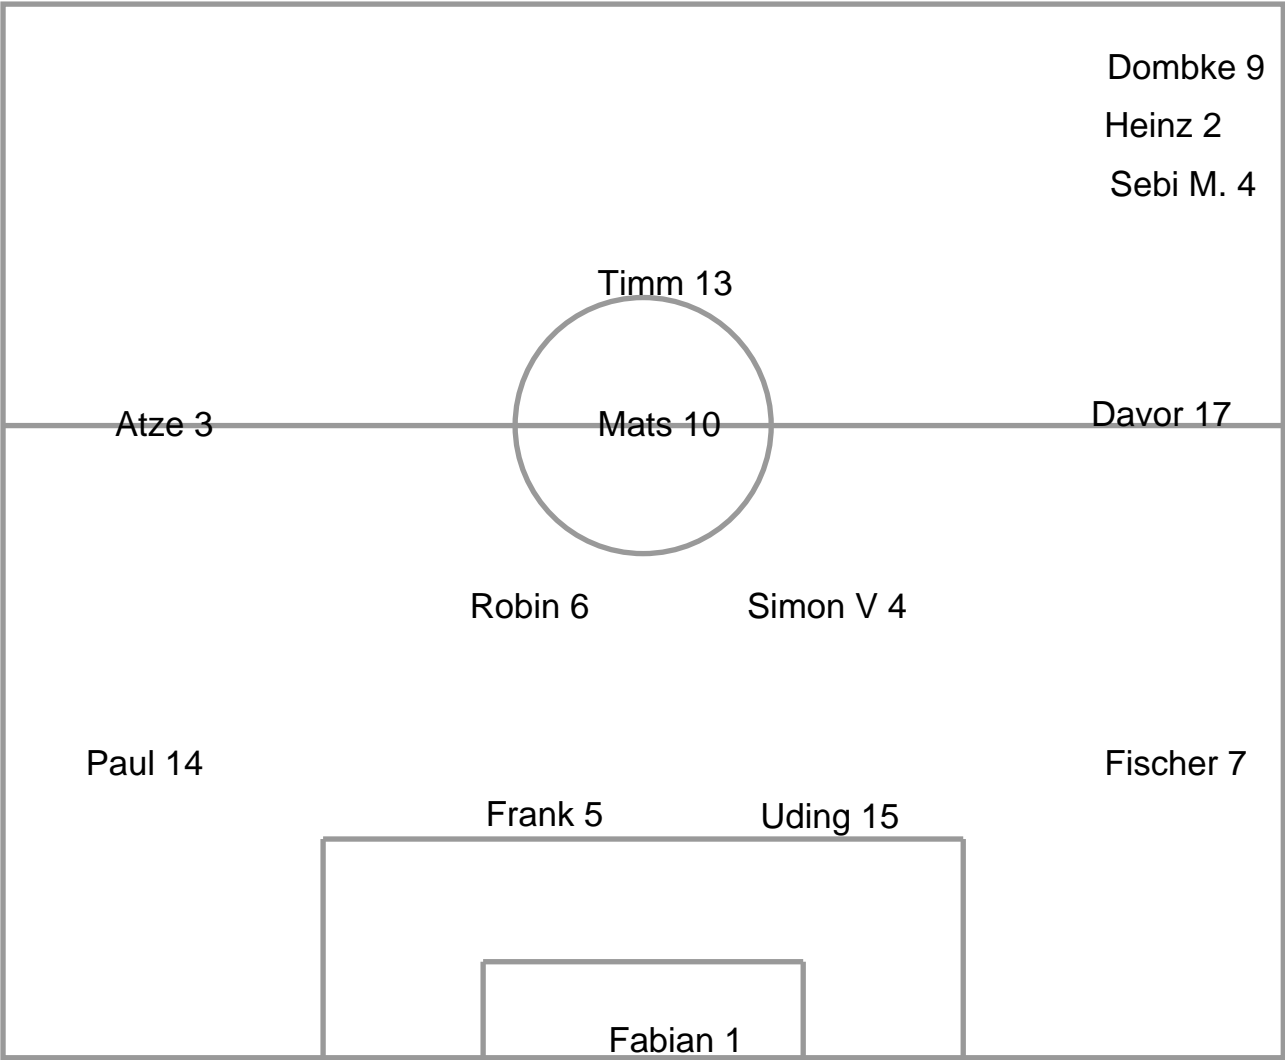 Dombke 9
Heinz 2
Sebi M. 4
Timm 13
Atze 3
Mats 10
Davor 17
Robin 6
Simon V 4
Paul 14
Fischer 7
Frank 5
Uding 15
Fabian 1